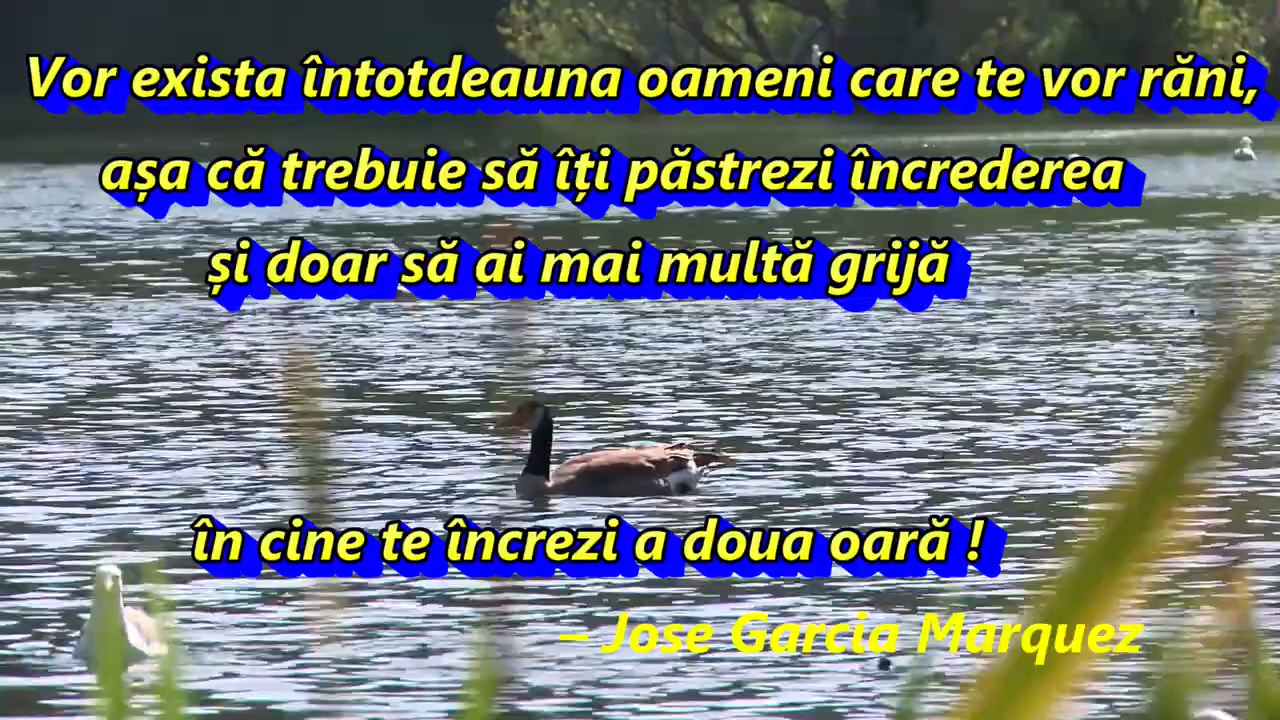 Vor exista întotdeauna oameni care te vor răni,
așa că trebuie să îți păstrezi încrederea
și doar să ai mai multă grijă
în cine te încrezi a doua oară !
– Jose Garcia Marquez